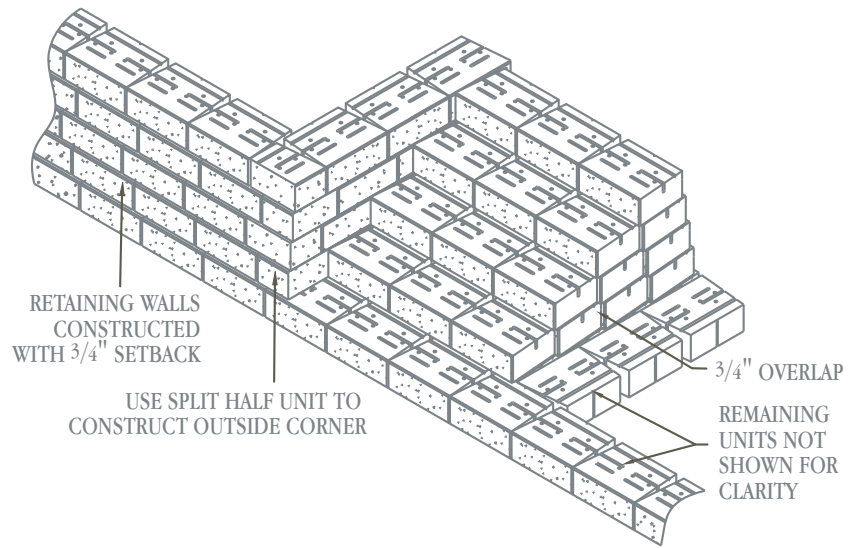 RETAINING WALLS
CONSTRUCTED
WITH 3/4" SETBACK
USE SPLIT HALF UNIT TO
CONSTRUCT OUTSIDE CORNER
3/4" OVERLAP
REMAINING
UNITS NOT
SHOWN FOR
CLARITY